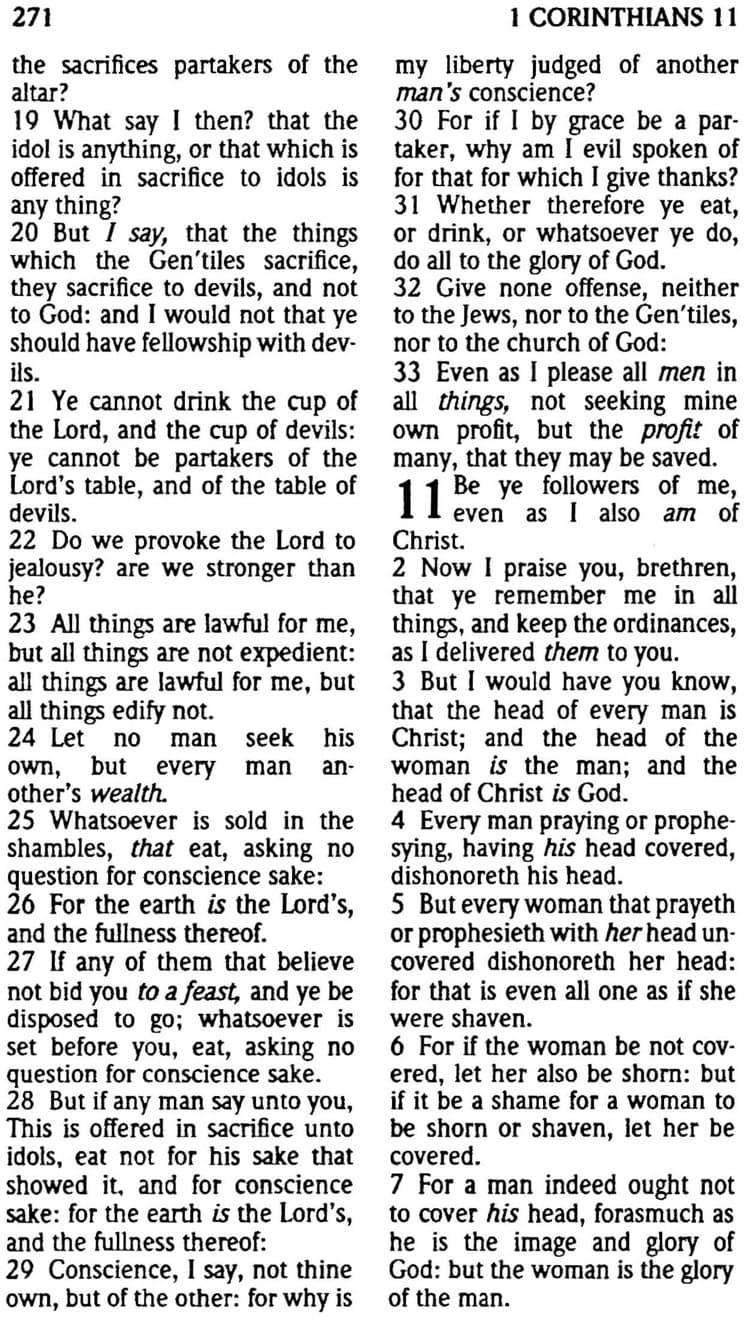 271
1 CORINTHIANS 11
the sacrifices partakers of the
altar?
19 What say I then? that the
idol is anything, or that which is
offered in sacrifice to idols is
any thing?
20 But I say, that the things
which the Gen'tiles sacrifice,
they sacrifice to devils, and not
to God: and I would not that ye
should have fellowship with dev-
ils.
21 Ye cannot drink the cup of
the Lord, and the cup of devils:
ye cannot be partakers of the
Lord's table, and of the table of
devils.
22 Do we provoke the Lord to
jealousy? are we stronger than
he?
23 All things are lawful for me,
but all things are not expedient:
all things are lawful for me, but
all things edify not.
24 Let no man seek his
own, but every man an-
other's wealth.
25 Whatsoever is sold in the
shambles, that eat, asking no
question for conscience sake:
26 For the earth is the Lord's,
and the fullness thereof.
27 If any of them that believe
not bid you to a feast, and ye be
disposed to go; whatsoever is
set before you, eat, asking no
question for conscience sake.
28 But if any man say unto you,
This is offered in sacrifice unto
idols, eat not for his sake that
showed it, and for conscience
sake: for the earth is the Lord's,
and the fullness thereof:
29 Conscience, I say, not thine
own, but of the other: for why is
my liberty judged of another
man's conscience?
30 For if I by grace be a par-
taker, why am I evil spoken of
for that for which I give thanks?
31 Whether therefore ye eat,
or drink, or whatsoever ye do,
do all to the glory of God.
32 Give none offense, neither
to the Jews, nor to the Gen'tiles,
nor to the church of God:
33 Even as I please all men in
all things, not seeking mine
own profit, but the profit of
many, that they may be saved.
11 Be ye followers of me,
even as I also am of
Christ.
2 Now I praise you, brethren,
that ye remember me in all
things, and keep the ordinances,
as I delivered them to you.
3 But I would have you know,
that the head of every man is
Christ; and the head of the
woman is the man; and the
head of Christ is God.
4 Every man praying or prophe-
sying, having his head covered,
dishonoreth his head.
5 But every woman that prayeth
or prophesieth with her head un-
covered dishonoreth her head:
for that is even all one as if she
were shaven.
6 For if the woman be not cov-
ered, let her also be shorn: but
if it be a shame for a woman to
be shorn or shaven, let her be
covered.
7 For a man indeed ought not
to cover his head, forasmuch as
he is the image and glory of
God: but the woman is the glory
of the man.